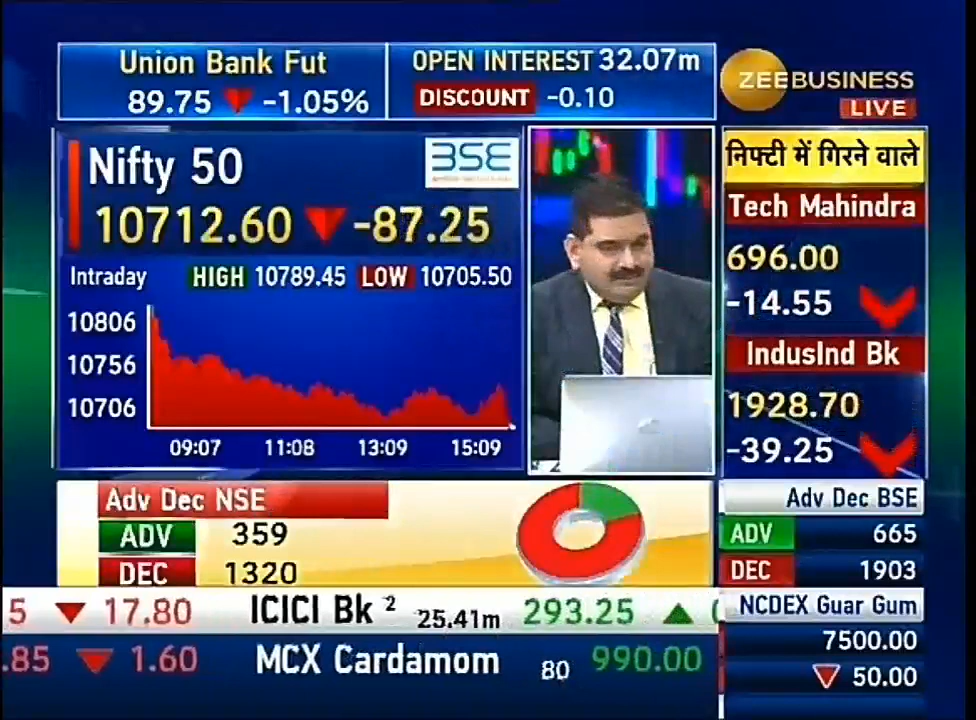 Union Bank Fut
89.75 ▼ -1.05%
OPEN INTEREST 32.07m
DISCOUNT -0.10
ZEE BUSINESS
LIVE
Nifty 50
BSE
10712.60 ▼ -87.25
Intraday HIGH 10789.45 LOW 10705.50
10806
10756
10706
09:07 11:08 13:09 15:09
निफ्टी में गिरने वाले
Tech Mahindra
696.00
-14.55
IndusInd Bk
1928.70
-39.25
Adv Dec NSE
ADV 359
DEC 1320
Adv Dec BSE
ADV 665
DEC 1903
NCDEX Guar Gum
7500.00
▽ 50.00
5 ▼ 17.80 ICICI Bk 2 25.41m 293.25 ▲
.85 ▼ 1.60 MCX Cardamom 80 990.00